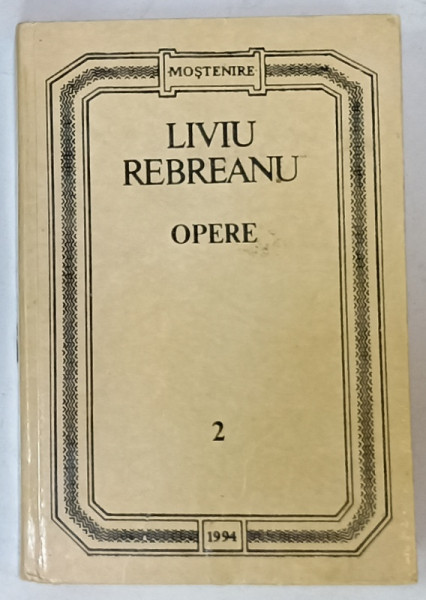 MOȘTENIRE
LIVIU
REBREANU
OPERE
2
1994